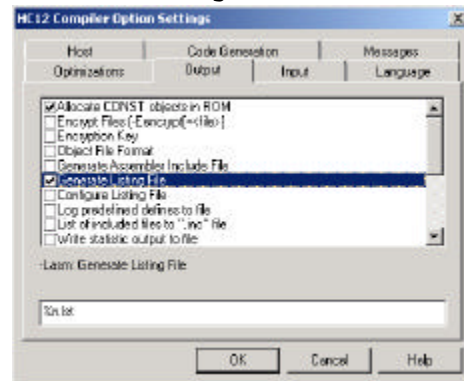 HC12 Compiler Option Settings
Host Code Generation Messages
Optimizations Output Input Language
Allocate CONST objects in ROM
Encrypt Files (-Eencrypt[=<file>]
Encryption Key
Object File Format
Generate Assembler Include File
Generate Listing File
Configure Listing File
Log predefined defines to file
List of included files to ".inc" file
Write statistic output to file
-Lasm: Generate Listing File
%n.lst
OK Cancel Help